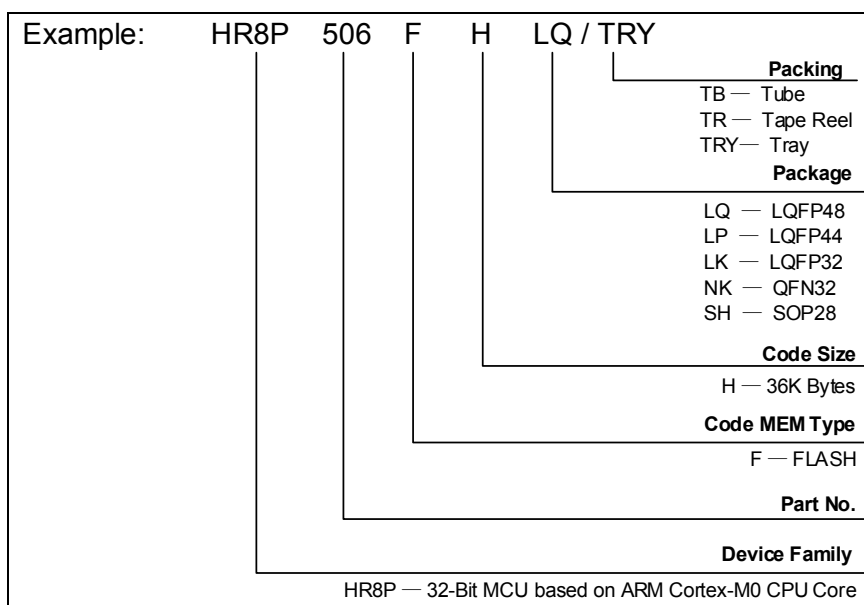 Example: HR8P 506 F H LQ / TRY
Packing
TB — Tube
TR — Tape Reel
TRY— Tray
Package
LQ — LQFP48
LP — LQFP44
LK — LQFP32
NK — QFN32
SH — SOP28
Code Size
H — 36K Bytes
Code MEM Type
F — FLASH
Part No.
Device Family
HR8P — 32-Bit MCU based on ARM Cortex-M0 CPU Core